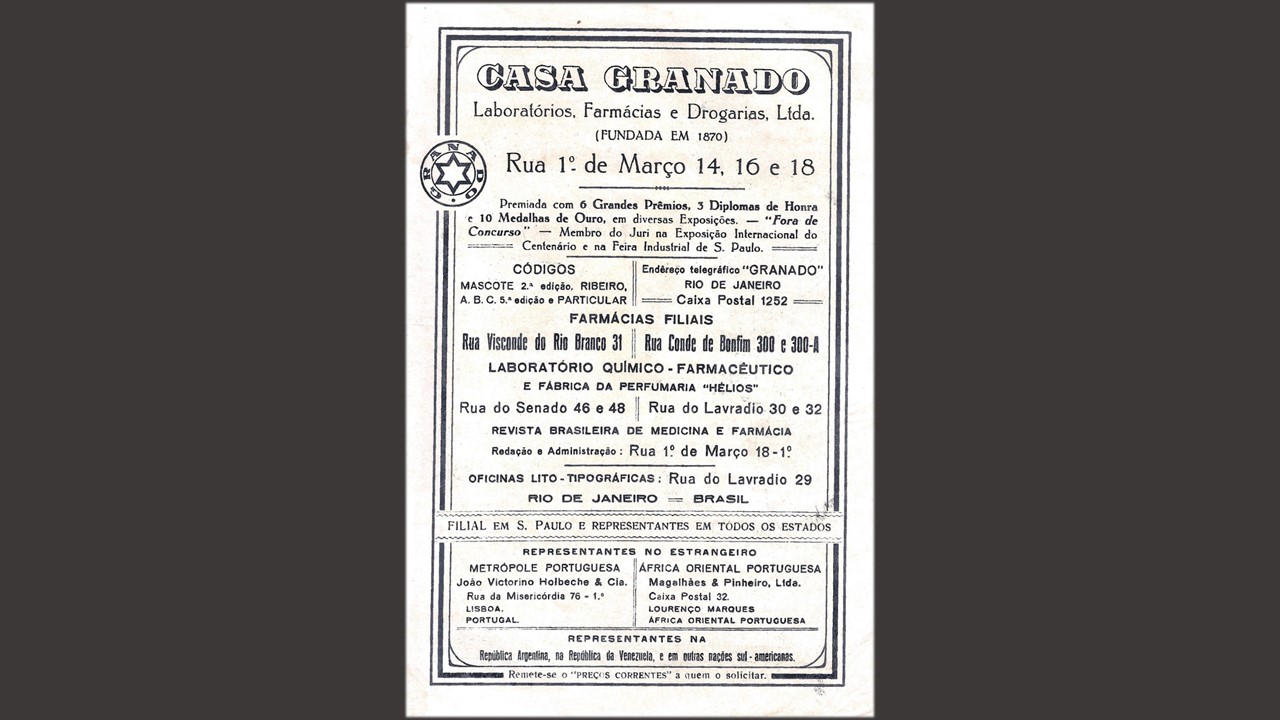 CASA GRANADO
Laboratórios, Farmácias e Drogarias, Ltda.
(FUNDADA EM 1870)
GRANADO
Rua 1º de Março 14, 16 e 18
Premiada com 6 Grandes Prêmios, 3 Diplomas de Honra
e 10 Medalhas de Ouro, em diversas Exposições. — "Fora de
Concurso" — Membro do Juri na Exposição Internacional do
Centenário e na Feira Industrial de S. Paulo.
CÓDIGOS
MASCOTE 2.ª edição, RIBEIRO,
A. B. C. 5.ª edição e PARTICULAR
Enderêço telegráfico "GRANADO"
RIO DE JANEIRO
Caixa Postal 1252
FARMÁCIAS FILIAIS
Rua Visconde do Rio Branco 31
Rua Conde de Bonfim 300 e 300-A
LABORATÓRIO QUÍMICO - FARMACÊUTICO
E FÁBRICA DA PERFUMARIA "HÉLIOS"
Rua do Senado 46 e 48
Rua do Lavradio 30 e 32
REVISTA BRASILEIRA DE MEDICINA E FARMÁCIA
Redação e Administração : Rua 1º de Março 18 - 1º
OFICINAS LITO - TIPOGRÁFICAS : Rua do Lavradio 29
RIO DE JANEIRO = BRASIL
FILIAL EM S. PAULO E REPRESENTANTES EM TÔDOS OS ESTADOS
REPRESENTANTES NO ESTRANGEIRO
METRÓPOLE PORTUGUESA
João Victorino Holbeche & Cia.
Rua da Misericórdia 76 - 1.º
LISBOA.
PORTUGAL.
ÁFRICA ORIENTAL PORTUGUESA
Magalhães & Pinheiro, Ltda.
Caixa Postal 32.
LOURENÇO MARQUES
ÁFRICA ORIENTAL PORTUGUESA
REPRESENTANTES NA
República Argentina, na República da Venezuela, e em outras nações sul - americanas.
Remete-se o "PREÇOS CORRENTES" a quem o solicitar.